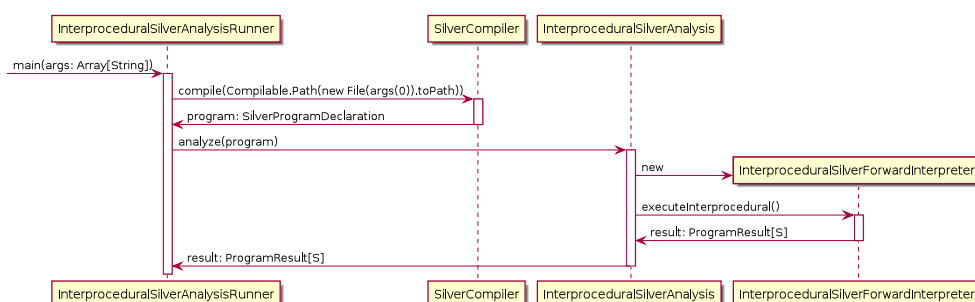 InterproceduralSilverAnalysisRunner SilverCompiler InterproceduralSilverAnalysis
main(args: Array[String])
compile(Compilable.Path(new File(args(0)).toPath))
program: SilverProgramDeclaration
analyze(program)
new
InterproceduralSilverForwardInterpreter
executeInterprocedural()
result: ProgramResult[S]
result: ProgramResult[S]
InterproceduralSilverAnalysisRunner SilverCompiler InterproceduralSilverAnalysis InterproceduralSilverForwardInterpreter